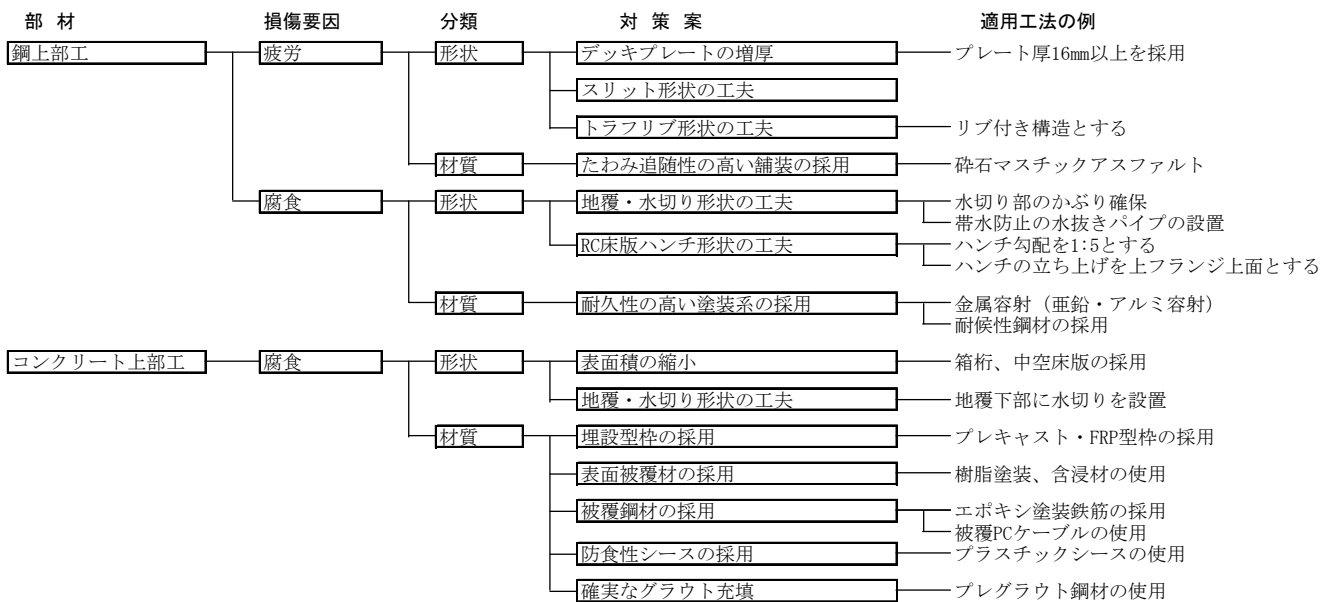 部 材 損傷要因 分類 対 策 案 適用工法の例
鋼上部工 疲労 形状 デッキプレートの増厚 プレート厚16㎜以上を採用
スリット形状の工夫
トラフリブ形状の工夫 リブ付き構造とする
材質 たわみ追随性の高い舗装の採用 砕石マスチックアスファルト
腐食 形状 地覆・水切り形状の工夫 水切り部のかぶり確保
帯水防止の水抜きパイプの設置
RC床版ハンチ形状の工夫 ハンチ勾配を1:5とする
ハンチの立ち上げを上フランジ上面とする
材質 耐久性の高い塗装系の採用 金属容射（亜鉛・アルミ容射）
耐候性鋼材の採用
コンクリート上部工 腐食 形状 表面積の縮小 箱桁、中空床版の採用
地覆・水切り形状の工夫 地覆下部に水切りを設置
材質 埋設型枠の採用 プレキャスト・FRP型枠の採用
表面被覆材の採用 樹脂塗装、含浸材の使用
被覆鋼材の採用 エポキシ塗装鉄筋の採用
被覆PCケーブルの使用
防食性シースの採用 プラスチックシースの使用
確実なグラウト充填 プレグラウト鋼材の使用